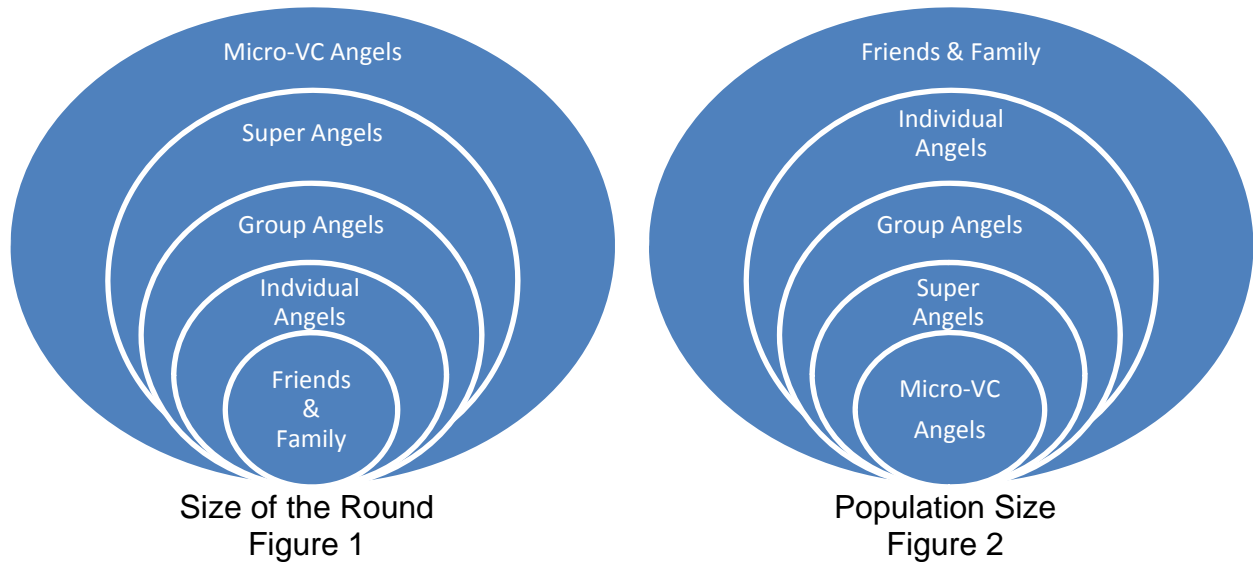 Micro-VC Angels
Super Angels
Group Angels
Indvidual
Angels
Friends
&
Family
Size of the Round
Figure 1
Friends & Family
Individual
Angels
Group Angels
Super
Angels
Micro-VC
Angels
Population Size
Figure 2